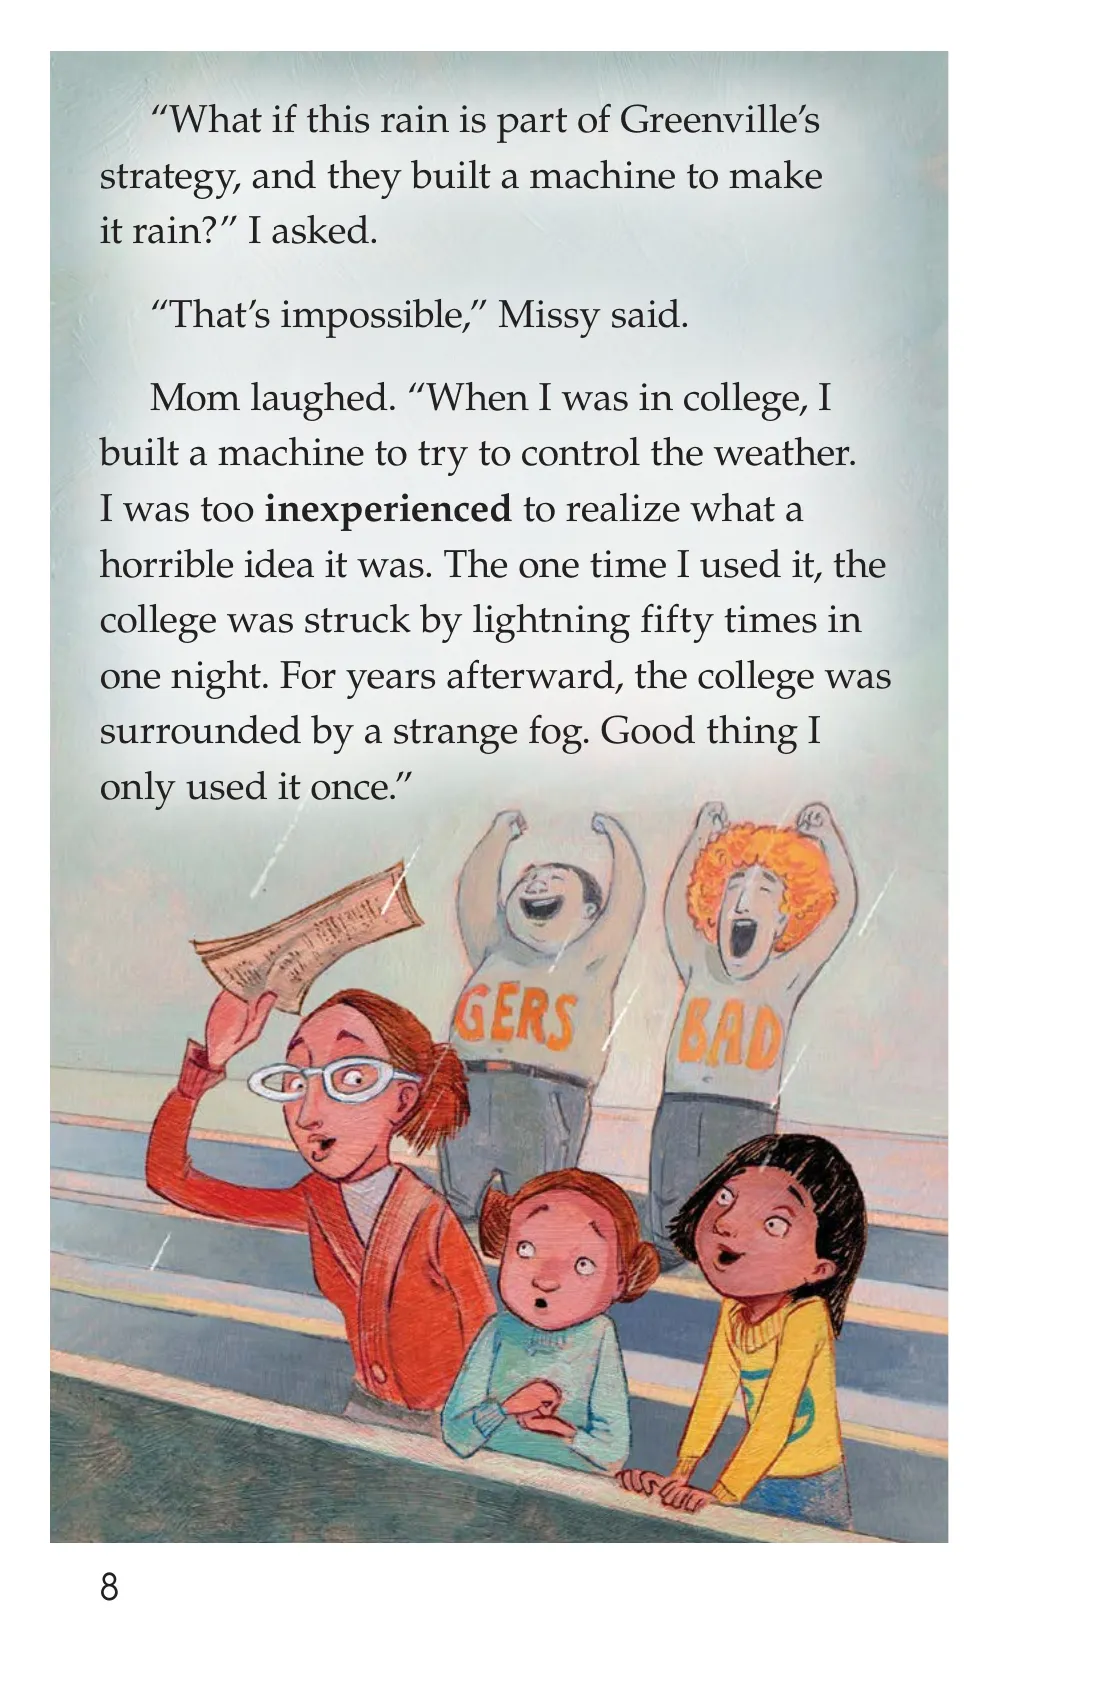 “What if this rain is part of Greenville’s
strategy, and they built a machine to make
it rain?” I asked.
“That’s impossible,” Missy said.
Mom laughed. “When I was in college, I
built a machine to try to control the weather.
I was too inexperienced to realize what a
horrible idea it was. The one time I used it, the
college was struck by lightning fifty times in
one night. For years afterward, the college was
surrounded by a strange fog. Good thing I
only used it once.”
GERS
BAD
8